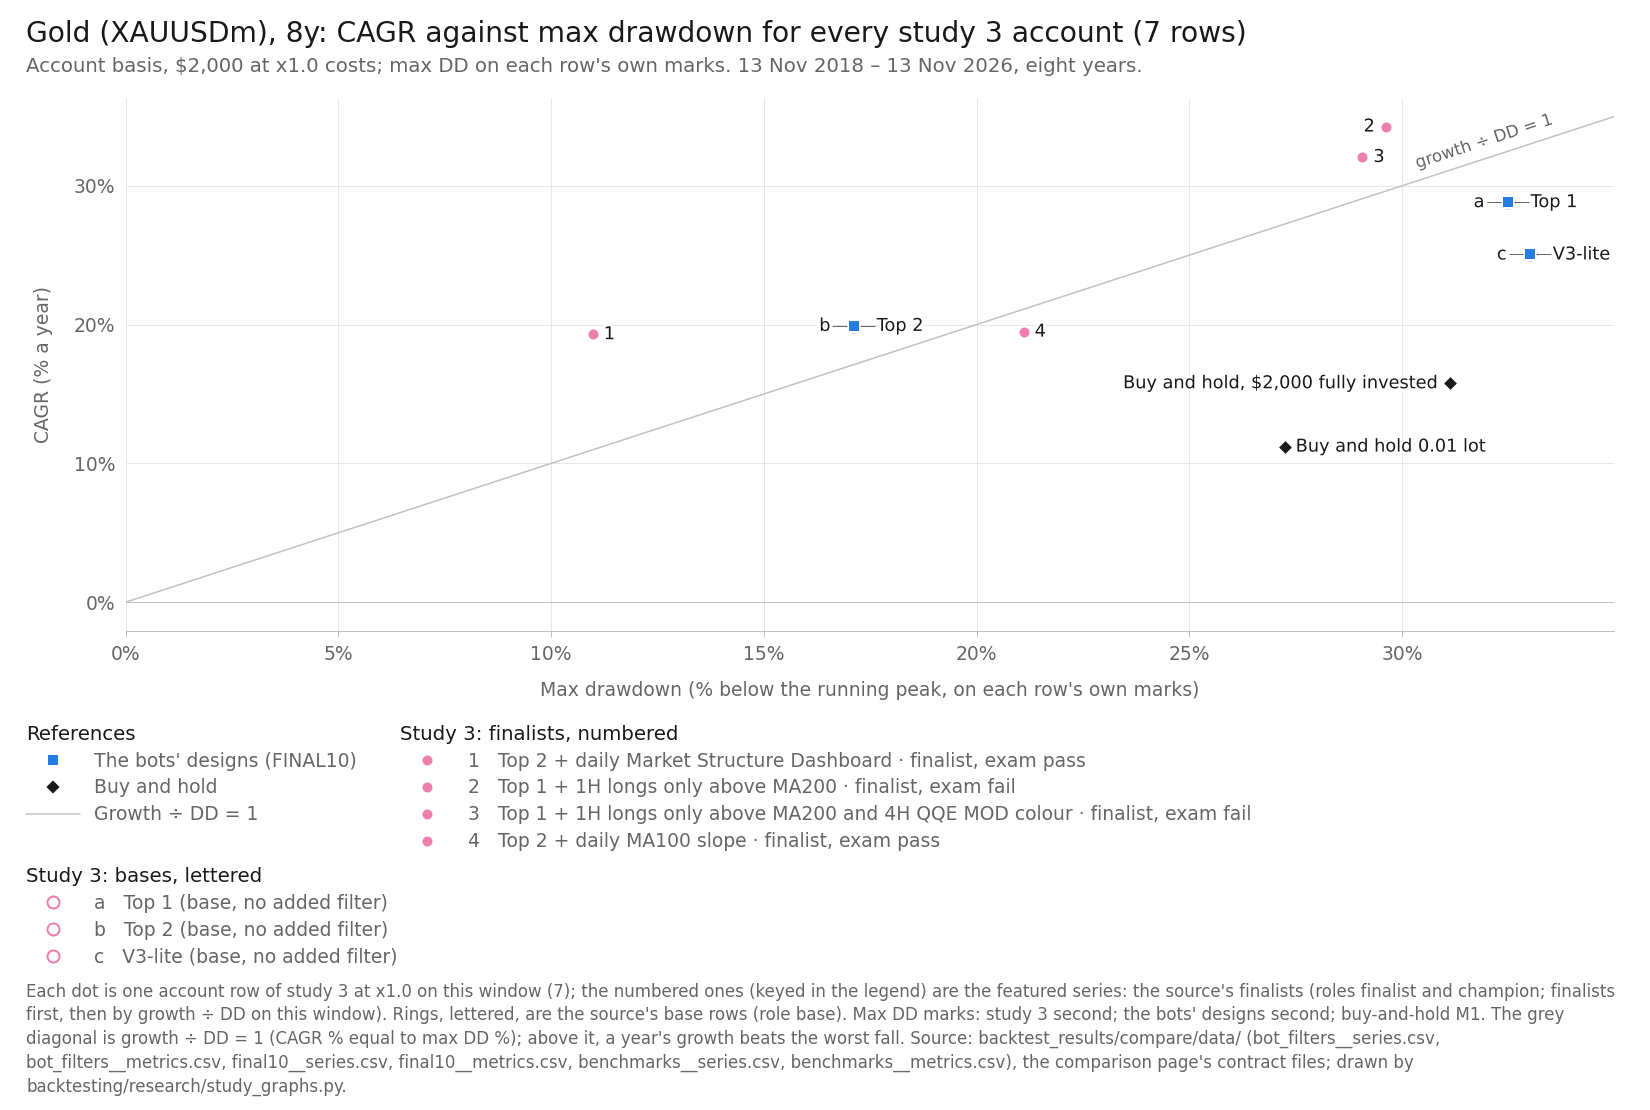 Gold (XAUUSDm), 8y: CAGR against max drawdown for every study 3 account (7 rows)
Account basis, $2,000 at x1.0 costs; max DD on each row's own marks. 13 Nov 2018 – 13 Nov 2026, eight years.
CAGR (% a year)
30%
20%
10%
0%
2
3
growth ÷ DD = 1
a
Top 1
c
V3-lite
1
b
Top 2
4
Buy and hold, $2,000 fully invested
Buy and hold 0.01 lot
0%
5%
10%
15%
20%
25%
30%
Max drawdown (% below the running peak, on each row's own marks)
References
The bots' designs (FINAL10)
Buy and hold
Growth ÷ DD = 1
Study 3: finalists, numbered
1 Top 2 + daily Market Structure Dashboard · finalist, exam pass
2 Top 1 + 1H longs only above MA200 · finalist, exam fail
3 Top 1 + 1H longs only above MA200 and 4H QQE MOD colour · finalist, exam fail
4 Top 2 + daily MA100 slope · finalist, exam pass
Study 3: bases, lettered
a Top 1 (base, no added filter)
b Top 2 (base, no added filter)
c V3-lite (base, no added filter)
Each dot is one account row of study 3 at x1.0 on this window (7); the numbered ones (keyed in the legend) are the featured series: the source's finalists (roles finalist and champion; finalists
first, then by growth ÷ DD on this window). Rings, lettered, are the source's base rows (role base). Max DD marks: study 3 second; the bots' designs second; buy-and-hold M1. The grey
diagonal is growth ÷ DD = 1 (CAGR % equal to max DD %); above it, a year's growth beats the worst fall. Source: backtest_results/compare/data/ (bot_filters__series.csv,
bot_filters__metrics.csv, final10__series.csv, final10__metrics.csv, benchmarks__series.csv, benchmarks__metrics.csv), the comparison page's contract files; drawn by
backtesting/research/study_graphs.py.